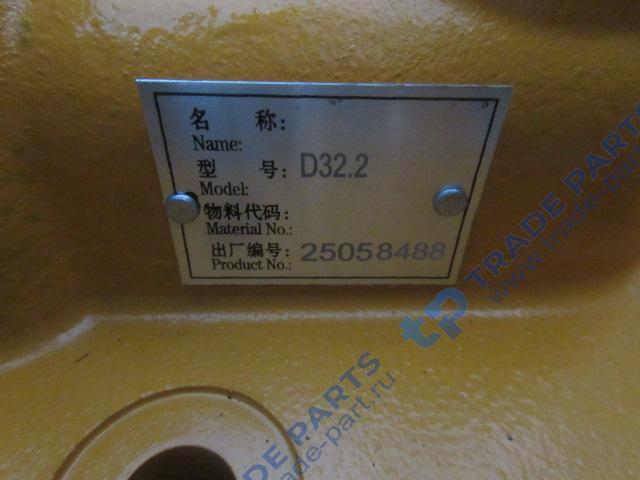 名 称:
Name:
型 号: D32.2
Model:
物料代码:
Material No.:
出厂编号: 25058488
Product No.:
tp TRADE PARTS
www.trade-part.ru
TRADE PARTS
trade-part.ru